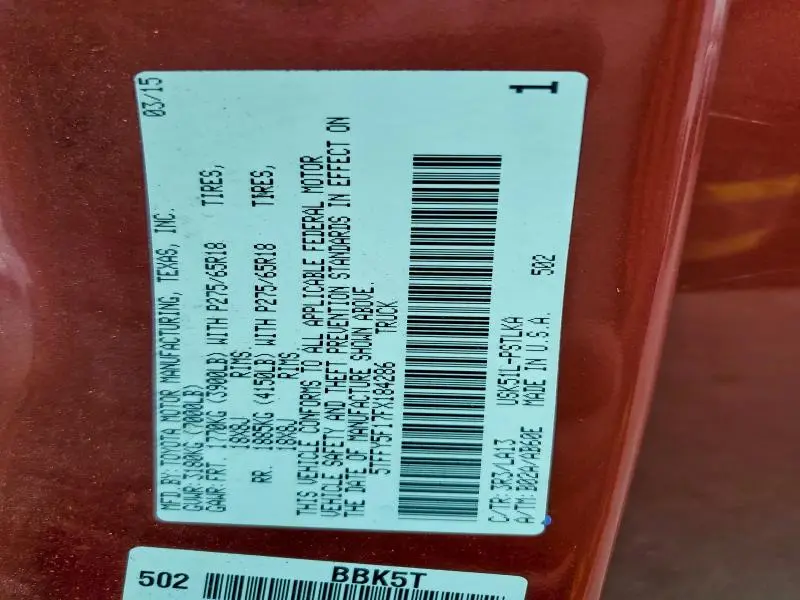 MFD.BY:TOYOTA MOTOR MANUFACTURING, TEXAS, INC. 03/15
GVWR:3180KG(7000LB)
GAWR:FRT. 1770KG (3900LB) WITH P275/65R18 TIRES,
18X8J RIMS.
RR. 1885KG (4150LB) WITH P275/65R18 TIRES,
18X8J RIMS.
THIS VEHICLE CONFORMS TO ALL APPLICABLE FEDERAL MOTOR
VEHICLE SAFETY AND THEFT PREVENTION STANDARDS IN EFFECT ON
THE DATE OF MANUFACTURE SHOWN ABOVE.
5TFFY5F17FX184286 TRUCK
C/TR: 3R3/LA13 USK51L-PSTLKA
A/TM: B02A/AB60E MADE IN U.S.A. 502
1
502 BBK5T